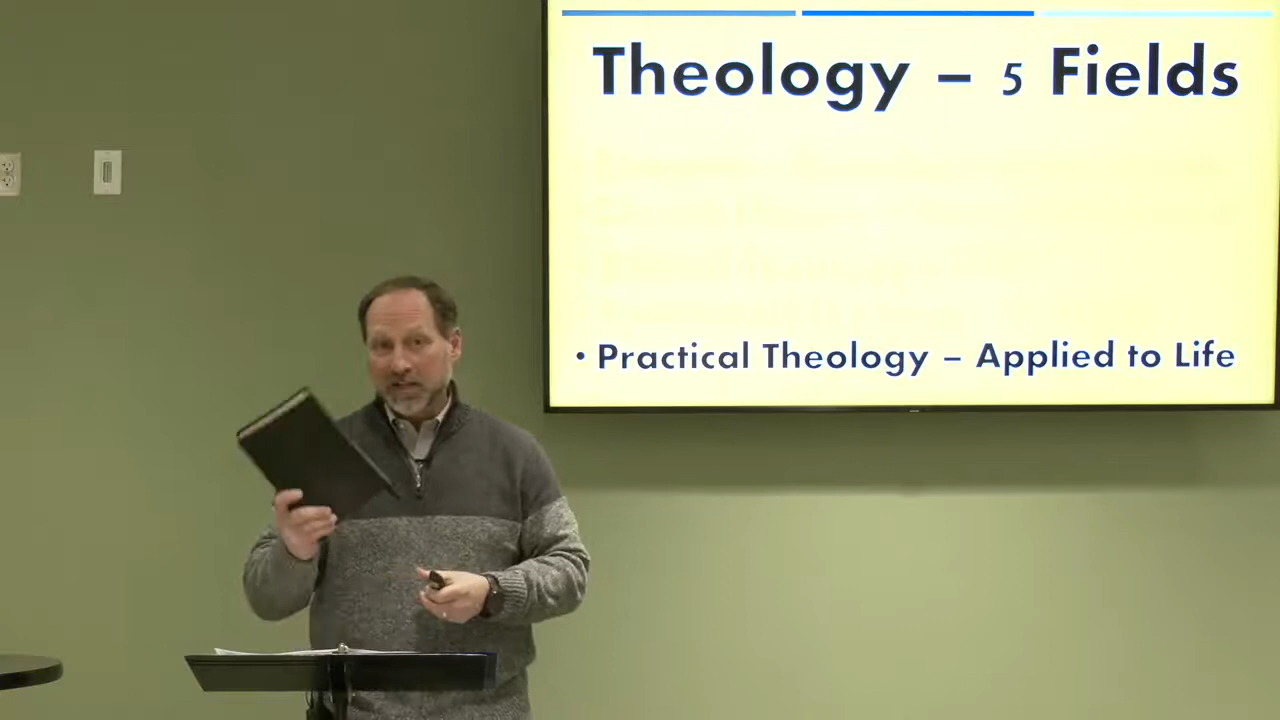 Theology – 5 Fields
• Practical Theology – Applied to Life